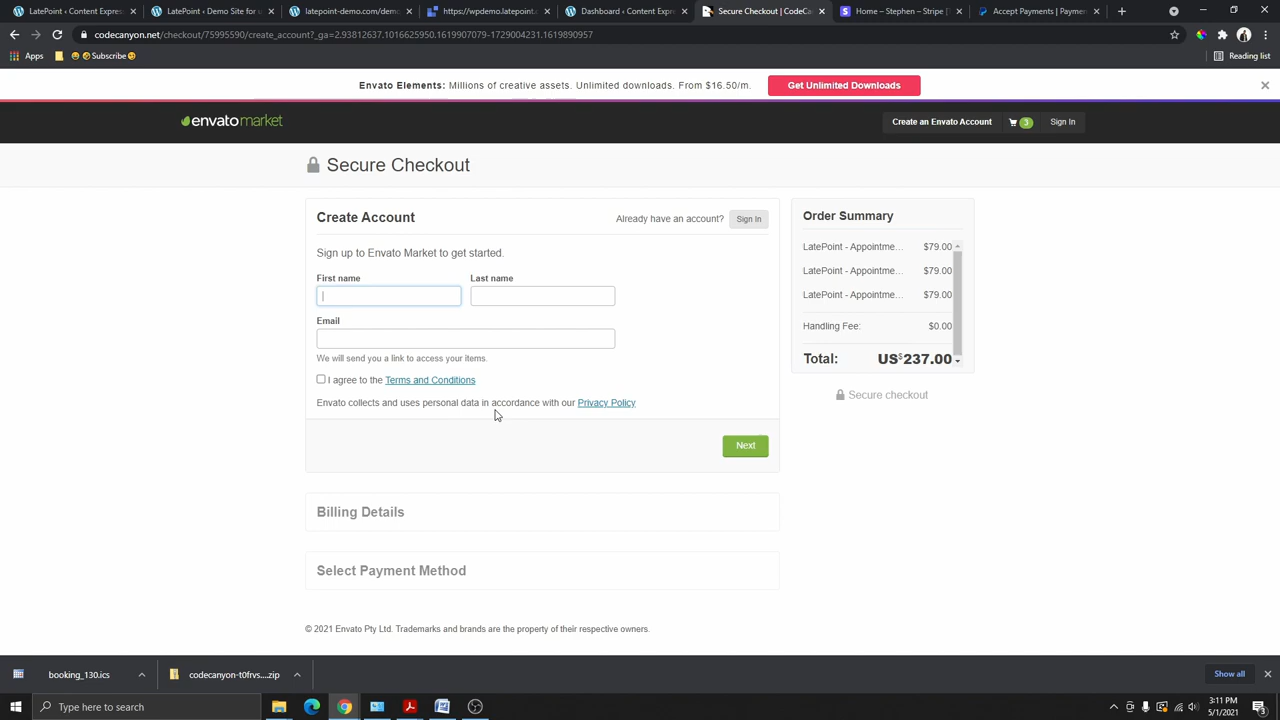 LatePoint ‹ Content Expre
LatePoint › Demo Site for u
latepoint-demo.com/demo
https://wpdemo.latepoint.c
Dashboard ‹ Content Expre
Secure Checkout | CodeCa
Home – Stephen – Stripe [
Accept Payments | Payme
codecanyon.net/checkout/75995590/create_account?_ga=2.93812637.1016625950.1619907079-1729004231.1619890957
Apps
Subscribe
Reading list
Envato Elements: Millions of creative assets. Unlimited downloads. From $16.50/m.
Get Unlimited Downloads
envatomarket
Create an Envato Account
3
Sign In
Secure Checkout
Create Account
Already have an account?
Sign In
Sign up to Envato Market to get started.
First name
Last name
Email
We will send you a link to access your items.
I agree to the Terms and Conditions
Envato collects and uses personal data in accordance with our Privacy Policy
Next
Billing Details
Select Payment Method
Order Summary
LatePoint - Appointme... $79.00
LatePoint - Appointme... $79.00
LatePoint - Appointme... $79.00
Handling Fee: $0.00
Total: US$237.00
Secure checkout
© 2021 Envato Pty Ltd. Trademarks and brands are the property of their respective owners.
booking_130.ics
codecanyon-t0frvs....zip
Show all
Type here to search
3:11 PM
5/1/2021